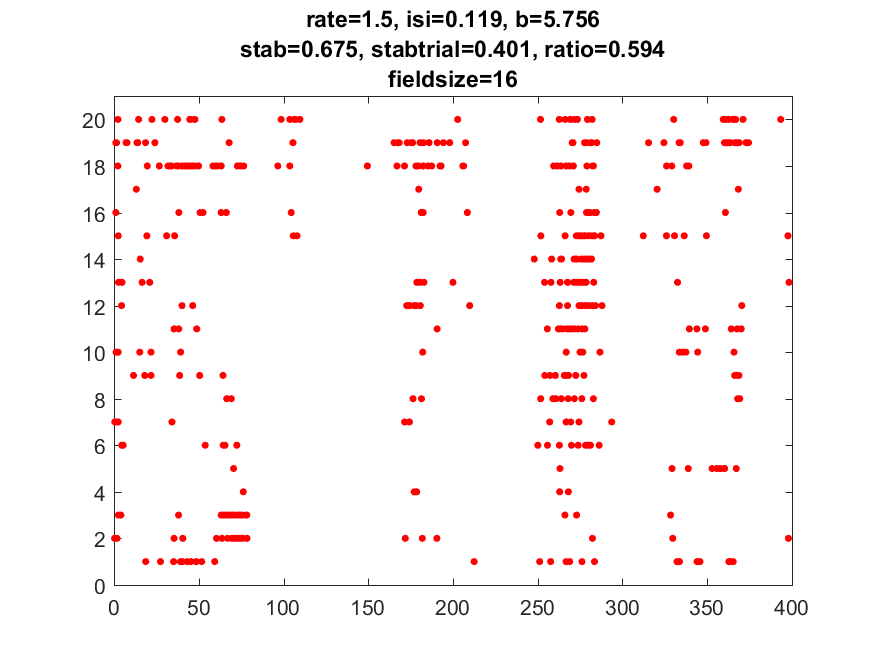 rate=1.5, isi=0.119, b=5.756
stab=0.675, stabtrial=0.401, ratio=0.594
fieldsize=16
20
18
16
14
12
10
8
6
4
2
0
0 50 100 150 200 250 300 350 400